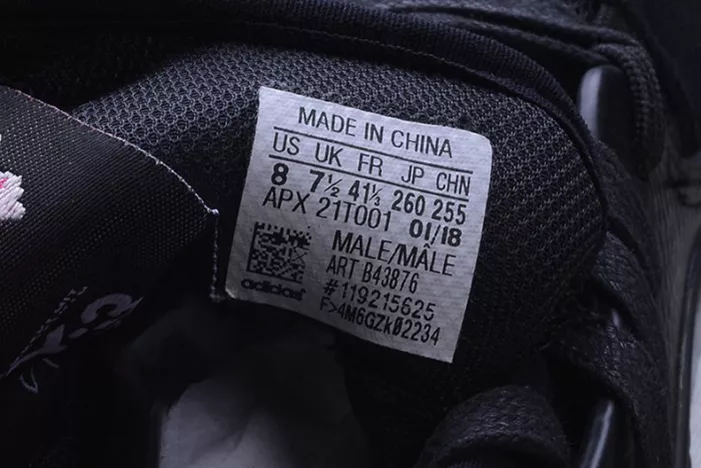 MADE IN CHINA
US UK FR JP CHN
8 7½ 41⅓ 260 255
APX 21T001 01/18
MALE/MÂLE
ART B43876
#119215625
F>4M6GZkØ2234
adidas